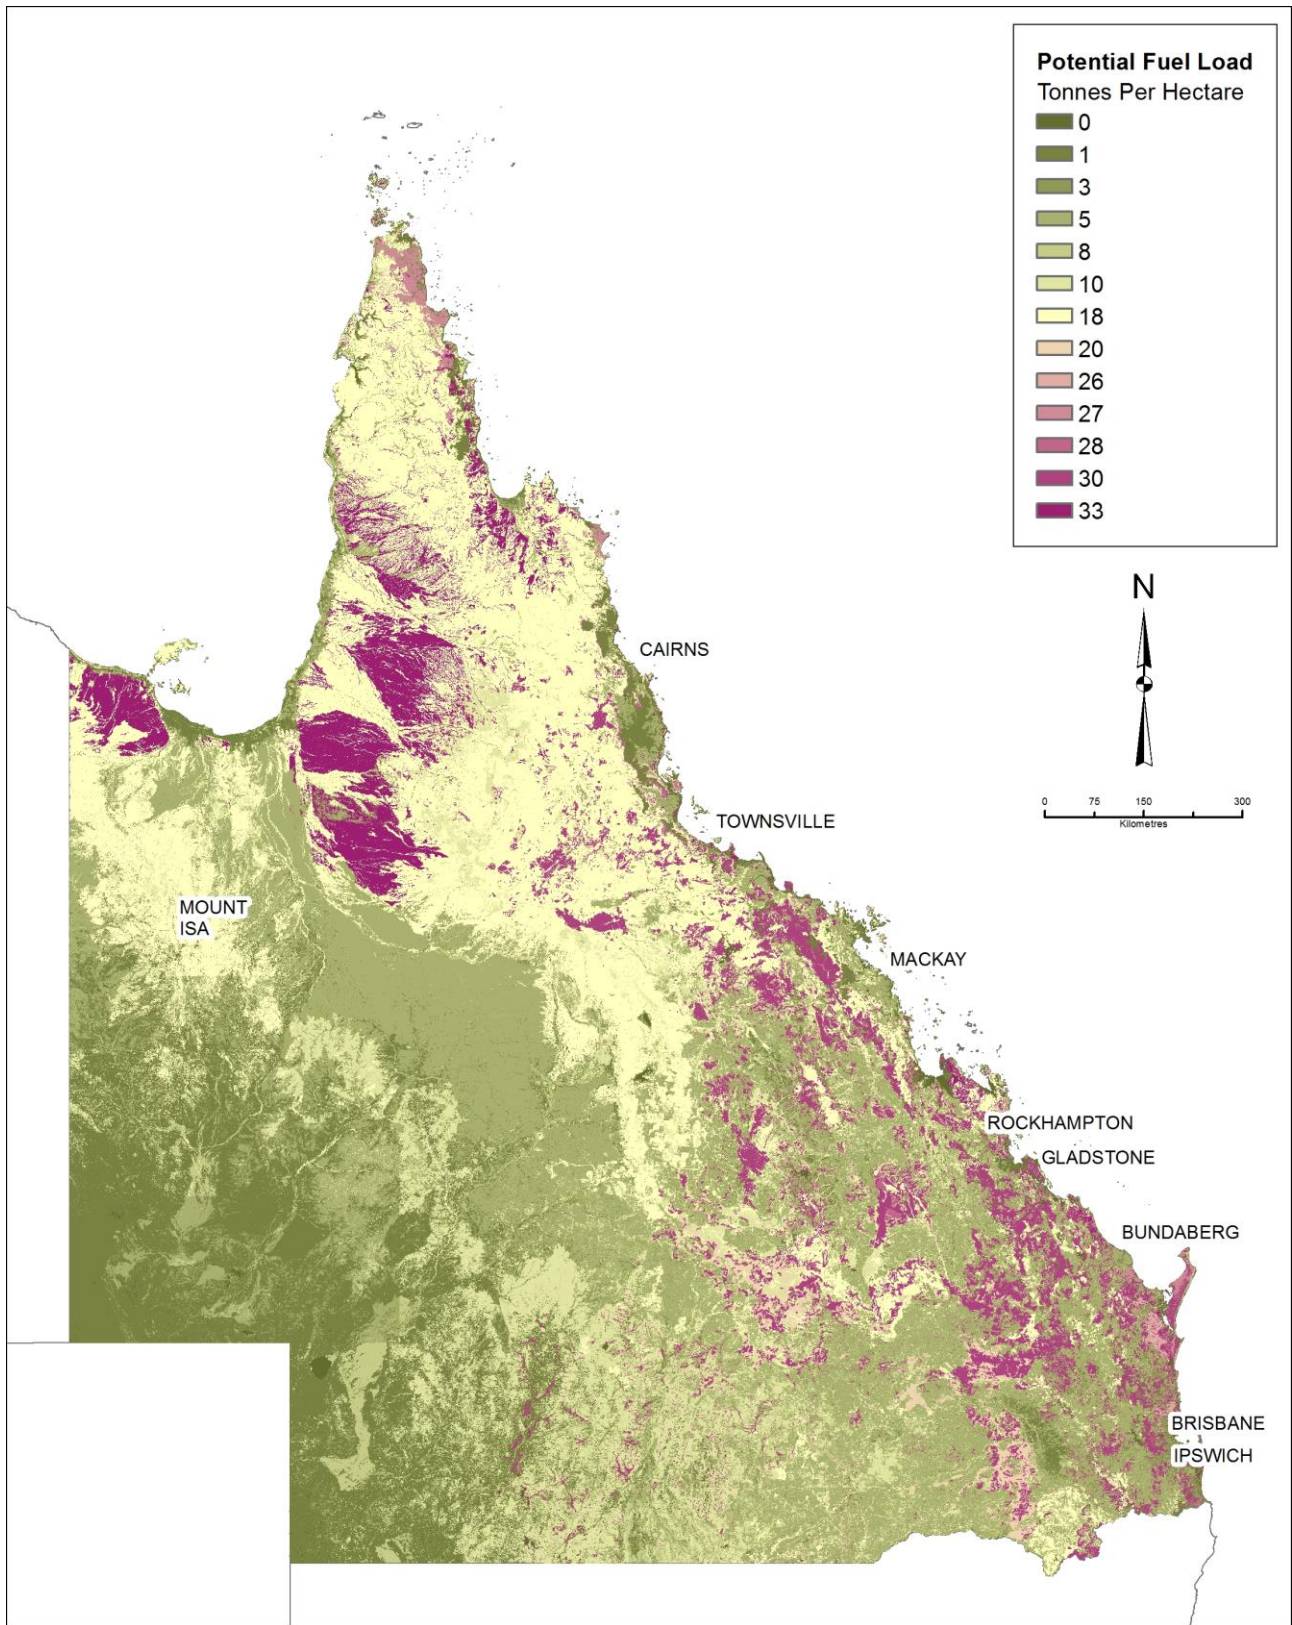 Potential Fuel Load
Tonnes Per Hectare
0
1
3
5
8
10
18
20
26
27
28
30
33
N
0 75 150 300
Kilometres
CAIRNS
TOWNSVILLE
MOUNT
ISA
MACKAY
ROCKHAMPTON
GLADSTONE
BUNDABERG
BRISBANE
IPSWICH